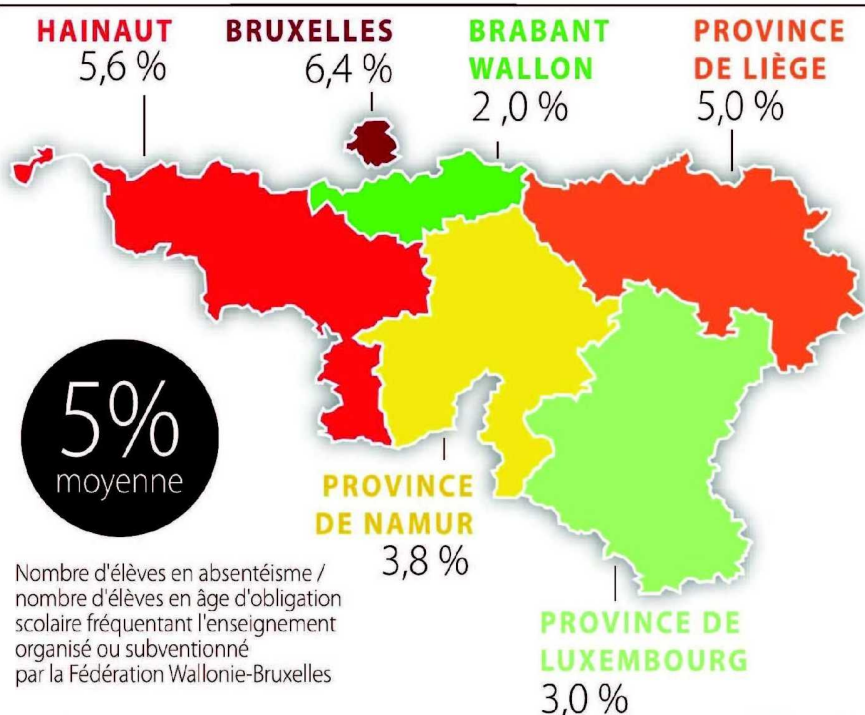 HAINAUT
5,6 %
BRUXELLES
6,4 %
BRABANT
WALLON
2 ,0 %
PROVINCE
DE LIÈGE
5,0 %
5%
moyenne
PROVINCE
DE NAMUR
3,8 %
Nombre d'élèves en absentéisme /
nombre d'élèves en âge d'obligation
scolaire fréquentant l'enseignement
organisé ou subventionné
par la Fédération Wallonie-Bruxelles
PROVINCE DE
LUXEMBOURG
3,0 %